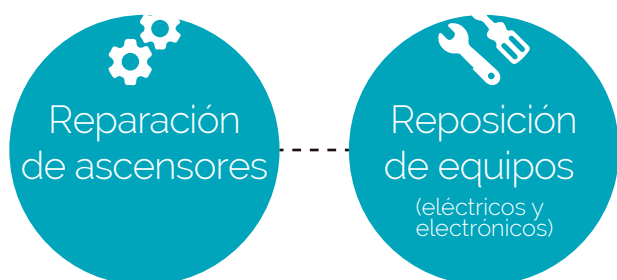 Reparación
de ascensores
Reposición
de equipos
(eléctricos y
electrónicos)